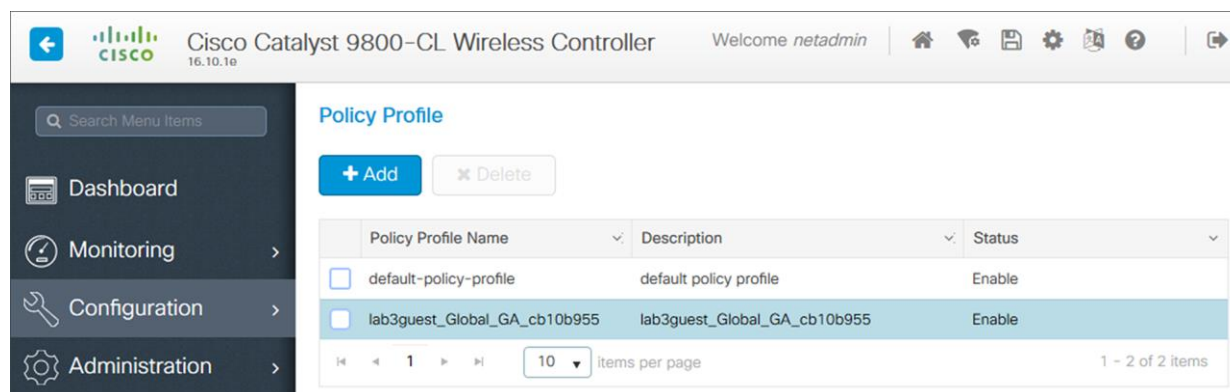 CISCO
Cisco Catalyst 9800-CL Wireless Controller
16.10.1e
Welcome netadmin
Search Menu Items
Dashboard
Monitoring
Configuration
Administration
Policy Profile
Add
Delete
Policy Profile Name Description Status
default-policy-profile default policy profile Enable
lab3guest_Global_GA_cb10b955 lab3guest_Global_GA_cb10b955 Enable
1 10 items per page 1 - 2 of 2 items